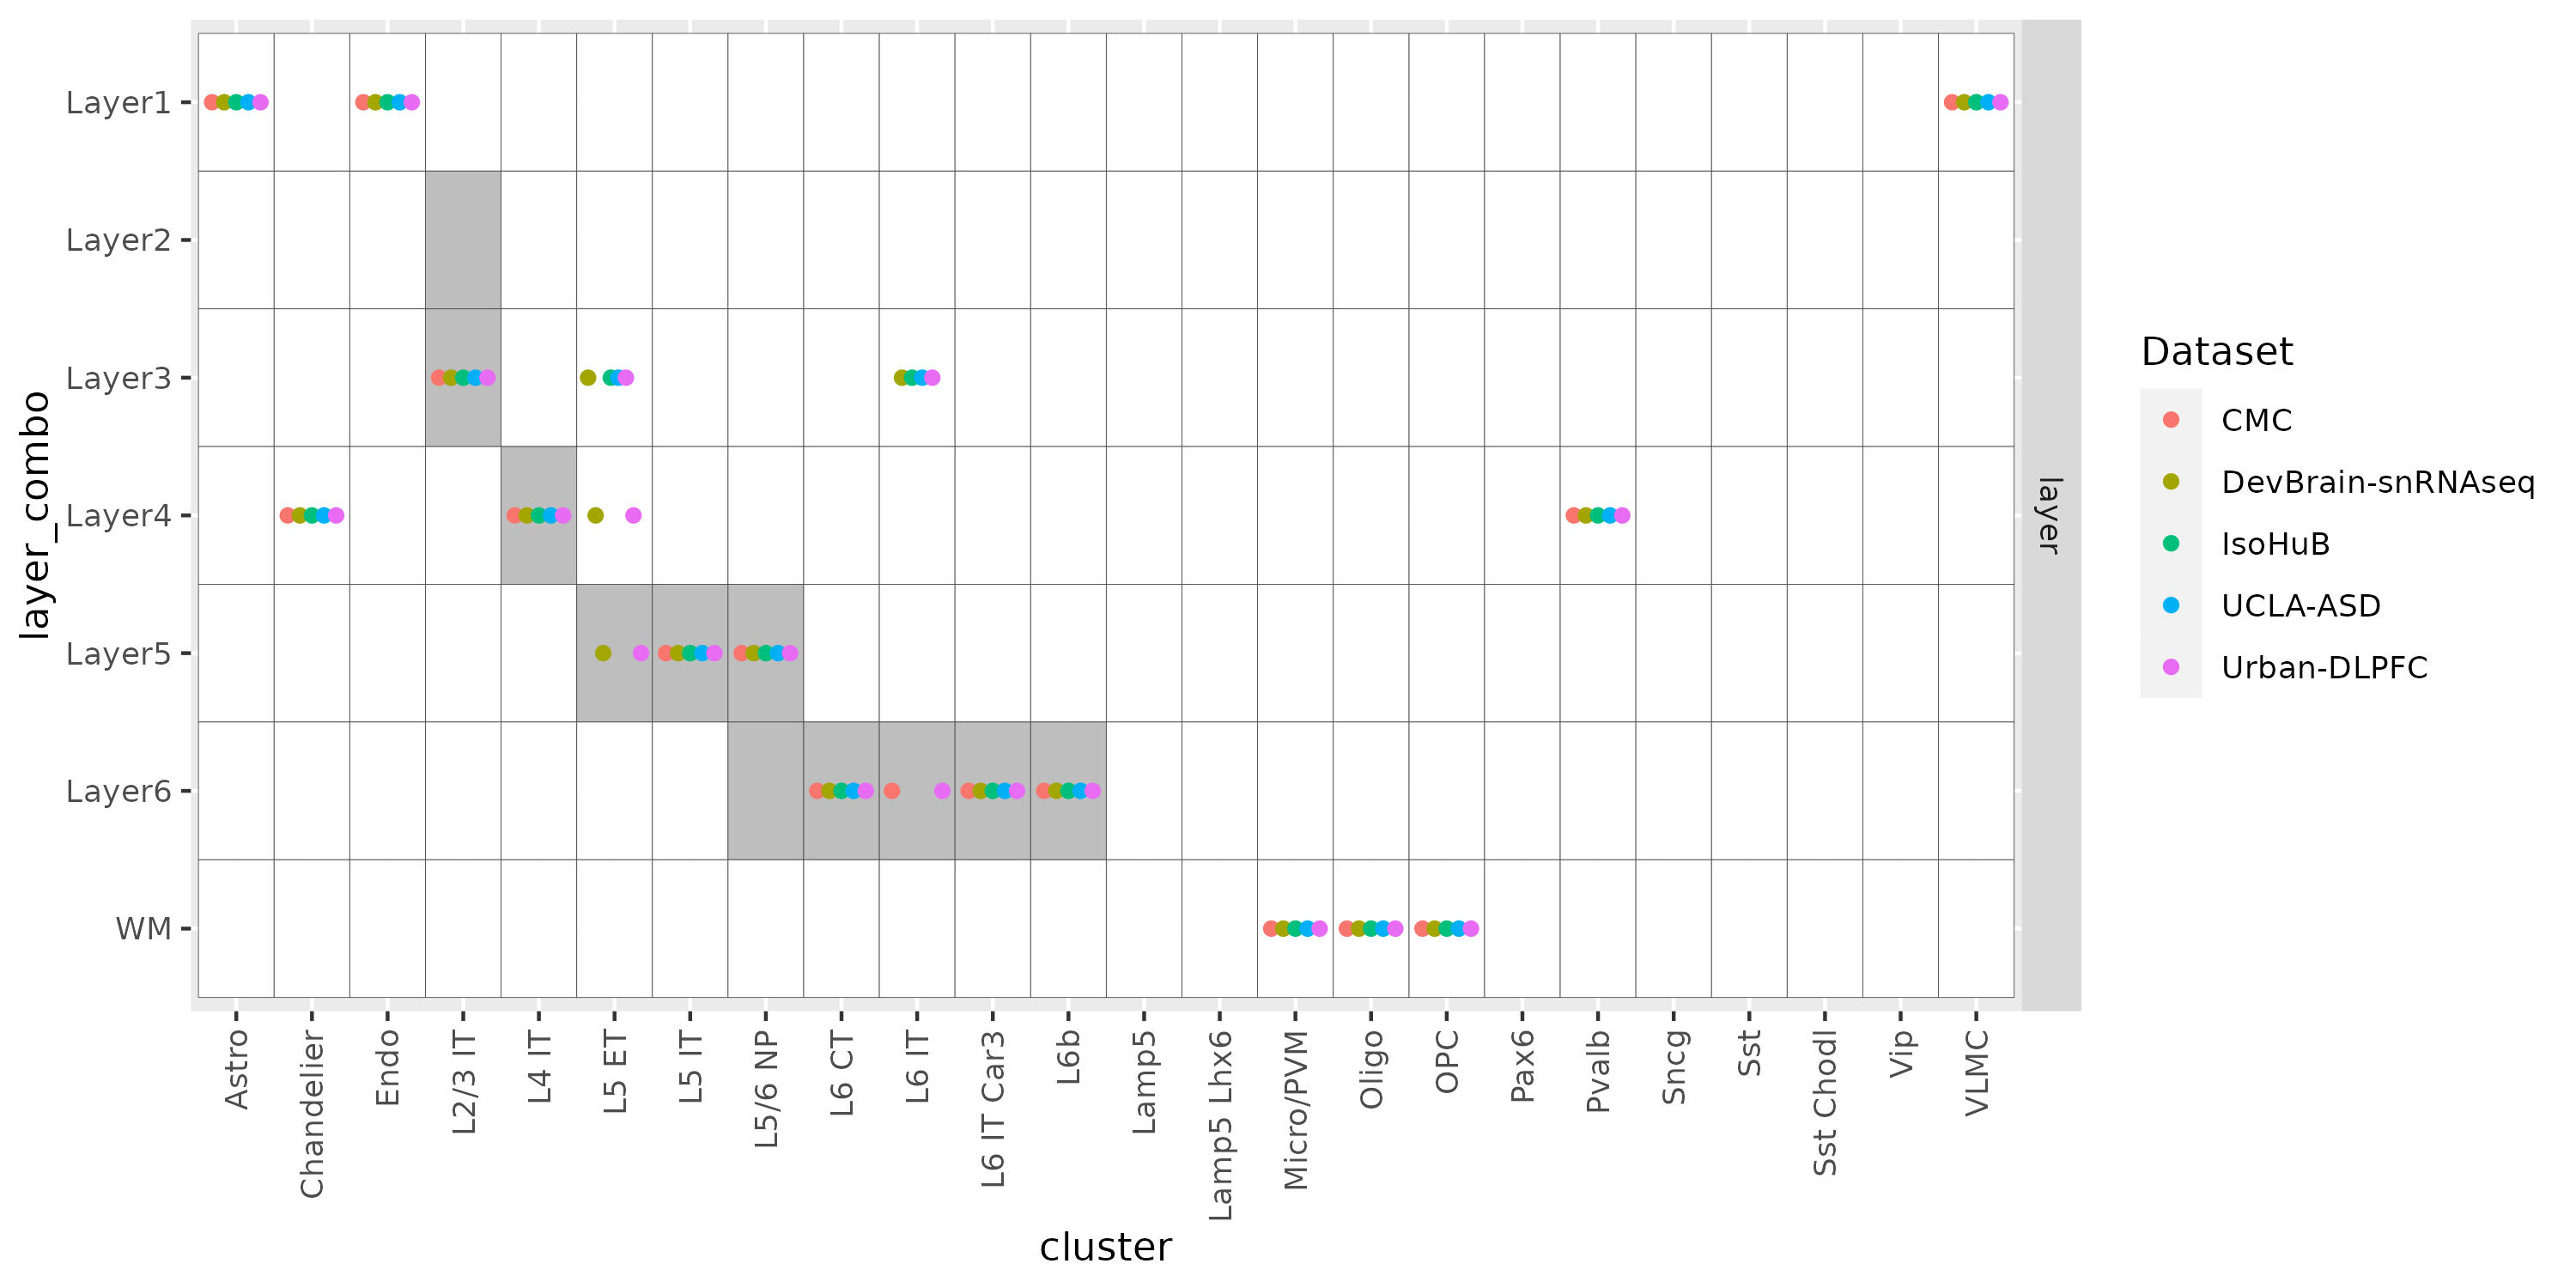 layer_combo
Layer1
Layer2
Layer3
Layer4
Layer5
Layer6
WM
layer
Astro
Chandelier
Endo
L2/3 IT
L4 IT
L5 ET
L5 IT
L5/6 NP
L6 CT
L6 IT
L6 IT Car3
L6b
Lamp5
Lamp5 Lhx6
Micro/PVM
Oligo
OPC
Pax6
Pvalb
Sncg
Sst
Sst Chodl
Vip
VLMC
cluster
Dataset
CMC
DevBrain-snRNAseq
IsoHuB
UCLA-ASD
Urban-DLPFC